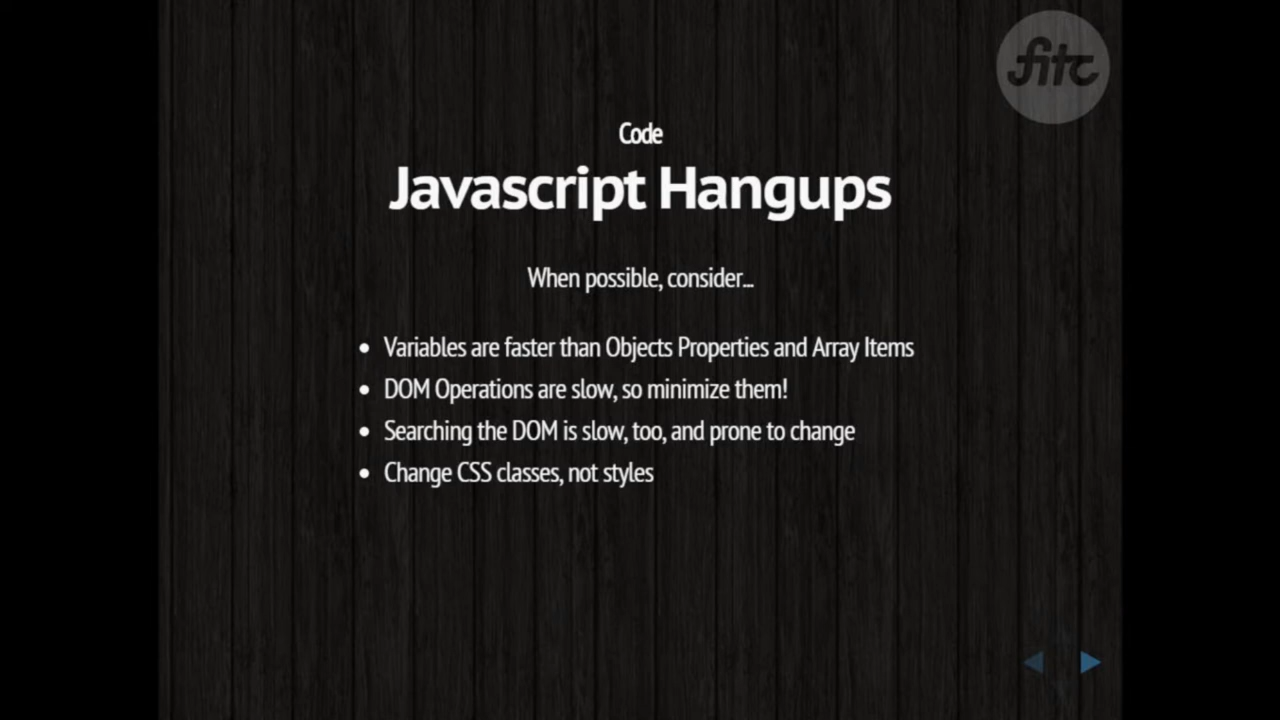 fitc
Code
Javascript Hangups
When possible, consider...
Variables are faster than Objects Properties and Array Items
DOM Operations are slow, so minimize them!
Searching the DOM is slow, too, and prone to change
Change CSS classes, not styles